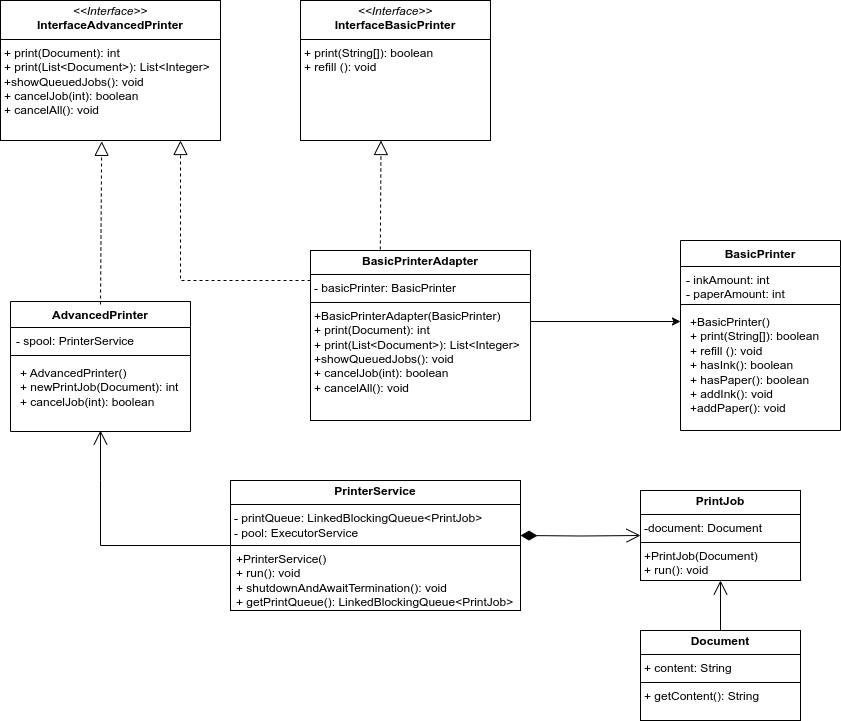 <<Interface>>
InterfaceAdvancedPrinter
+ print(Document): int
+ print(List<Document>): List<Integer>
+showQueuedJobs(): void
+ cancelJob(int): boolean
+ cancelAll(): void
<<Interface>>
InterfaceBasicPrinter
+ print(String[]): boolean
+ refill (): void
BasicPrinterAdapter
- basicPrinter: BasicPrinter
+BasicPrinterAdapter(BasicPrinter)
+ print(Document): int
+ print(List<Document>): List<Integer>
+showQueuedJobs(): void
+ cancelJob(int): boolean
+ cancelAll(): void
BasicPrinter
- inkAmount: int
- paperAmount: int
+BasicPrinter()
+ print(String[]): boolean
+ refill (): void
+ hasInk(): boolean
+ hasPaper(): boolean
+ addInk(): void
+addPaper(): void
AdvancedPrinter
- spool: PrinterService
+ AdvancedPrinter()
+ newPrintJob(Document): int
+ cancelJob(int): boolean
PrinterService
- printQueue: LinkedBlockingQueue<PrintJob>
- pool: ExecutorService
+PrinterService()
+ run(): void
+ shutdownAndAwaitTermination(): void
+ getPrintQueue(): LinkedBlockingQueue<PrintJob>
PrintJob
-document: Document
+PrintJob(Document)
+ run(): void
Document
+ content: String
+ getContent(): String